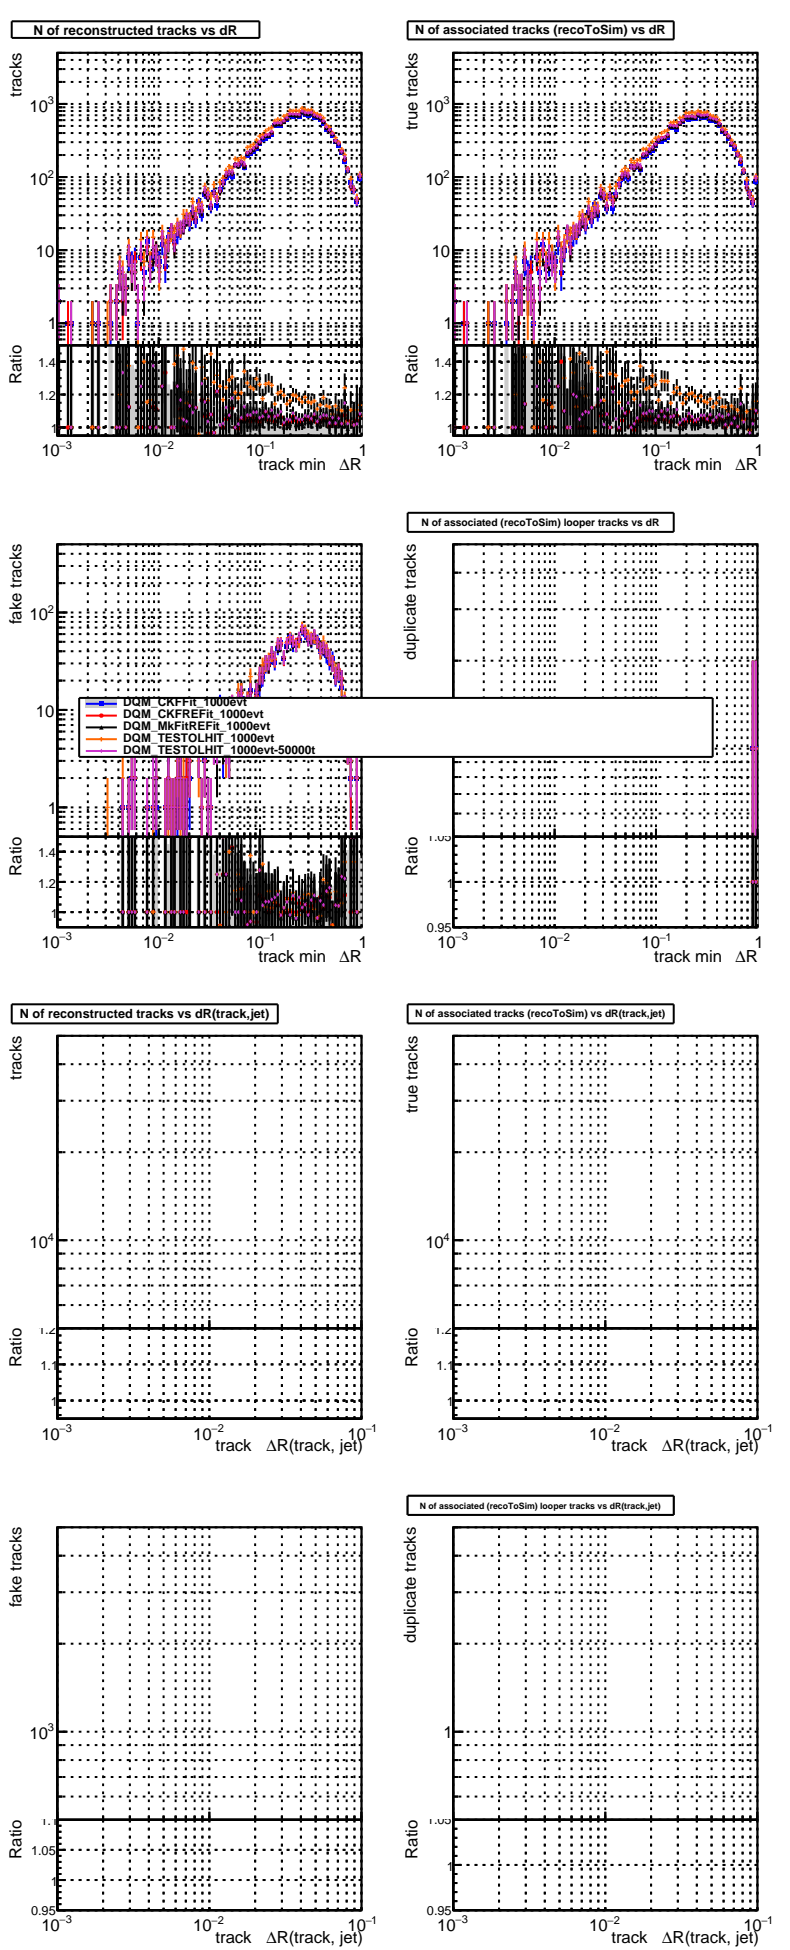 N of reconstructed tracks vs dR
tracks
10³
10²
10
1
Ratio
1.4
1.2
1
10⁻³ 10⁻² 10⁻¹ 1
track min ΔR
N of associated tracks (recoToSim) vs dR
true tracks
10³
10²
10
1
Ratio
1.4
1.2
1
10⁻³ 10⁻² 10⁻¹ 1
track min ΔR
fake tracks
10²
10
1
Ratio
1.4
1.2
1
10⁻³ 10⁻² 10⁻¹ 1
track min ΔR
N of associated (recoToSim) looper tracks vs dR
duplicate tracks
Ratio
1.05
1
0.95
10⁻³ 10⁻² 10⁻¹ 1
track min ΔR
DQM_CKFFit_1000evt
DQM_CKFREFit_1000evt
DQM_MkFitREFit_1000evt
DQM_TESTOLHIT_1000evt
DQM_TESTOLHIT_1000evt-50000t
N of reconstructed tracks vs dR(track,jet)
tracks
10⁴
Ratio
1.2
1.1
1
10⁻³ 10⁻² 10⁻¹
track ΔR(track, jet)
N of associated tracks (recoToSim) vs dR(track,jet)
true tracks
10⁴
Ratio
1.2
1.1
1
10⁻³ 10⁻² 10⁻¹
track ΔR(track, jet)
fake tracks
10³
Ratio
1.1
1.05
1
0.95
10⁻³ 10⁻² 10⁻¹
track ΔR(track, jet)
N of associated (recoToSim) looper tracks vs dR(track,jet)
duplicate tracks
1
Ratio
1.05
1
0.95
10⁻³ 10⁻² 10⁻¹
track ΔR(track, jet)